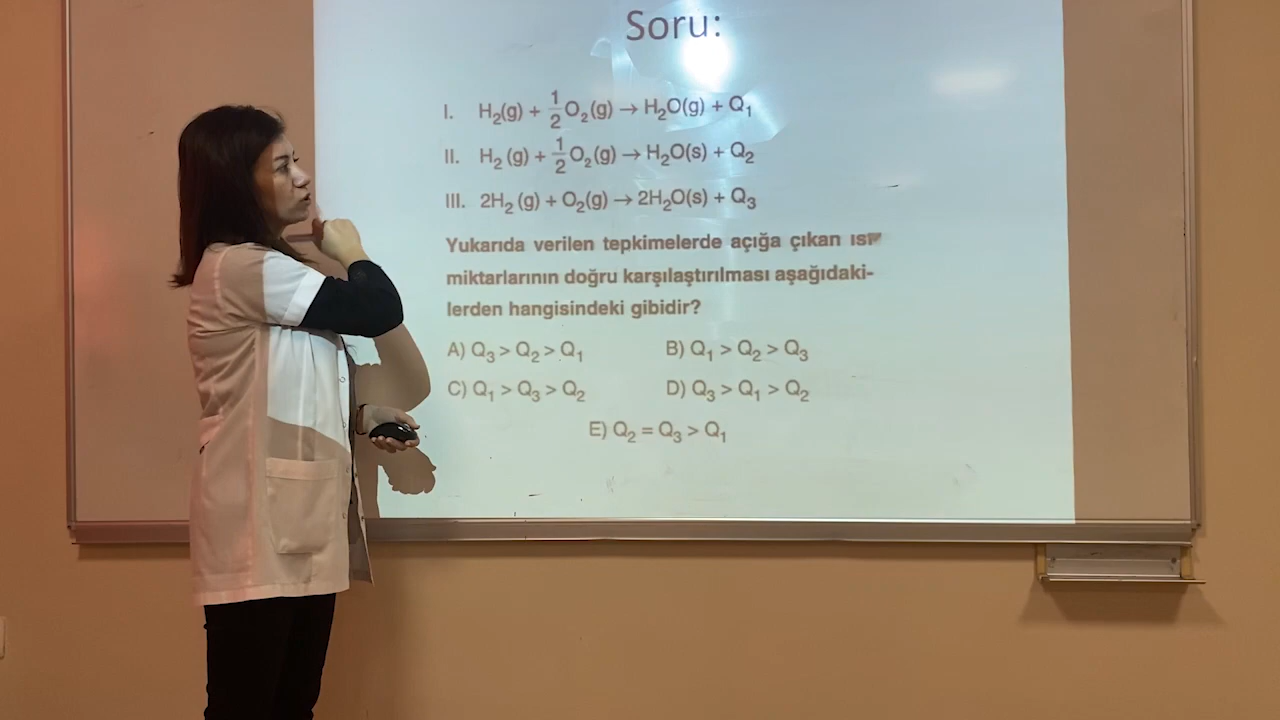 Soru:
I. H₂(g) + 1/2 O₂(g) → H₂O(g) + Q₁
II. H₂ (g) + 1/2 O₂(g) → H₂O(s) + Q₂
III. 2H₂ (g) + O₂(g) → 2H₂O(s) + Q₃
Yukarıda verilen tepkimelerde açığa çıkan ısı
miktarlarının doğru karşılaştırılması aşağıdaki-
lerden hangisindeki gibidir?
A) Q₃ > Q₂ > Q₁ B) Q₁ > Q₂ > Q₃
C) Q₁ > Q₃ > Q₂ D) Q₃ > Q₁ > Q₂
E) Q₂ = Q₃ > Q₁